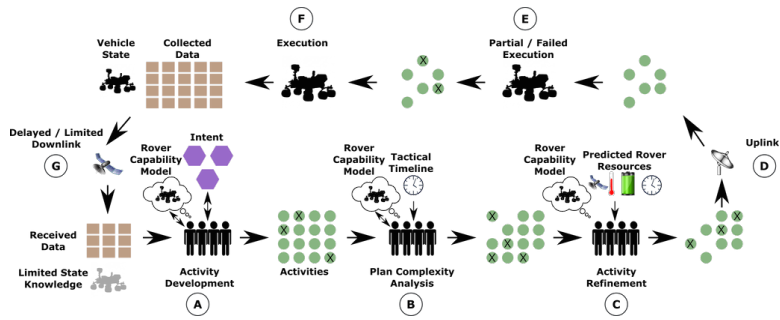 F
E
Vehicle
State
Collected
Data
Execution
Partial / Failed
Execution
X
X
Delayed / Limited
Downlink
G
Rover
Capability
Model
Intent
Rover
Capability
Model
Tactical
Timeline
Rover
Capability
Model
Predicted Rover
Resources
Uplink
D
Received
Data
Limited State
Knowledge
Activity
Development
A
X
X
X
Activities
Plan Complexity
Analysis
B
X
X
X
X
Activity
Refinement
C
X
X
X